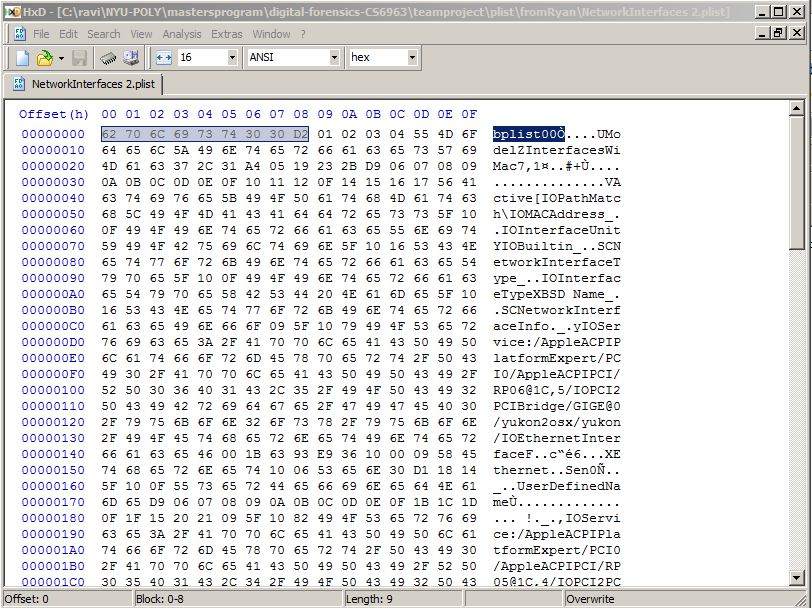 HxD - [C:\ravi\NYU-POLY\mastersprogram\digital-forensics-CS6963\teamproject\plist\fromRyan\NetworkInterfaces 2.plist]
File Edit Search View Analysis Extras Window ?
16 ANSI hex
NetworkInterfaces 2.plist
Offset(h) 00 01 02 03 04 05 06 07 08 09 0A 0B 0C 0D 0E 0F
00000000 62 70 6C 69 73 74 30 30 D2 01 02 03 04 55 4D 6F bplist00Ò....UMo
00000010 64 65 6C 5A 49 6E 74 65 72 66 61 63 65 73 57 69 delZInterfacesWi
00000020 4D 61 63 37 2C 31 A4 05 19 23 2B D9 06 07 08 09 Mac7,1¤..#+Ù....
00000030 0A 0B 0C 0D 0E 0F 10 11 12 0F 14 15 16 17 56 41 ..............VA
00000040 63 74 69 76 65 5B 49 4F 50 61 74 68 4D 61 74 63 ctive[IOPathMatc
00000050 68 5C 49 4F 4D 41 43 41 64 64 72 65 73 73 5F 10 h\IOMACAddress_.
00000060 0F 49 4F 49 6E 74 65 72 66 61 63 65 55 6E 69 74 .IOInterfaceUnit
00000070 59 49 4F 42 75 69 6C 74 69 6E 5F 10 16 53 43 4E YIOBuiltin_..SCN
00000080 65 74 77 6F 72 6B 49 6E 74 65 72 66 61 63 65 54 etworkInterfaceT
00000090 79 70 65 5F 10 0F 49 4F 49 6E 74 65 72 66 61 63 ype_..IOInterfac
000000A0 65 54 79 70 65 58 42 53 44 20 4E 61 6D 65 5F 10 eTypeXBSD Name_.
000000B0 16 53 43 4E 65 74 77 6F 72 6B 49 6E 74 65 72 66 .SCNetworkInterf
000000C0 61 63 65 49 6E 66 6F 09 5F 10 79 49 4F 53 65 72 aceInfo._.yIOSer
000000D0 76 69 63 65 3A 2F 41 70 70 6C 65 41 43 50 49 50 vice:/AppleACPIP
000000E0 6C 61 74 66 6F 72 6D 45 78 70 65 72 74 2F 50 43 latformExpert/PC
000000F0 49 30 2F 41 70 70 6C 65 41 43 50 49 50 43 49 2F I0/AppleACPIPCI/
00000100 52 50 30 36 40 31 43 2C 35 2F 49 4F 50 43 49 32 RP06@1C,5/IOPCI2
00000110 50 43 49 42 72 69 64 67 65 2F 47 49 47 45 40 30 PCIBridge/GIGE@0
00000120 2F 79 75 6B 6F 6E 32 6F 73 78 2F 79 75 6B 6F 6E /yukon2osx/yukon
00000130 2F 49 4F 45 74 68 65 72 6E 65 74 49 6E 74 65 72 /IOEthernetInter
00000140 66 61 63 65 46 00 1B 63 93 E9 36 10 00 09 58 45 faceF..c“é6...XE
00000150 74 68 65 72 6E 65 74 10 06 53 65 6E 30 D1 18 14 thernet..Sen0Ñ..
00000160 5F 10 0F 55 73 65 72 44 65 66 69 6E 65 64 4E 61 _..UserDefinedNa
00000170 6D 65 D9 06 07 08 09 0A 0B 0C 0D 0E 0F 1B 1C 1D meÙ.............
00000180 0F 1F 15 20 21 09 5F 10 82 49 4F 53 65 72 76 69 ... !._.‚IOServi
00000190 63 65 3A 2F 41 70 70 6C 65 41 43 50 49 50 6C 61 ce:/AppleACPIPla
000001A0 74 66 6F 72 6D 45 78 70 65 72 74 2F 50 43 49 30 tformExpert/PCI0
000001B0 2F 41 70 70 6C 65 41 43 50 49 50 43 49 2F 52 50 /AppleACPIPCI/RP
000001C0 30 35 40 31 43 2C 34 2F 49 4F 50 43 49 32 50 43 05@1C,4/IOPCI2PC
Offset: 0 Block: 0-8 Length: 9 Overwrite